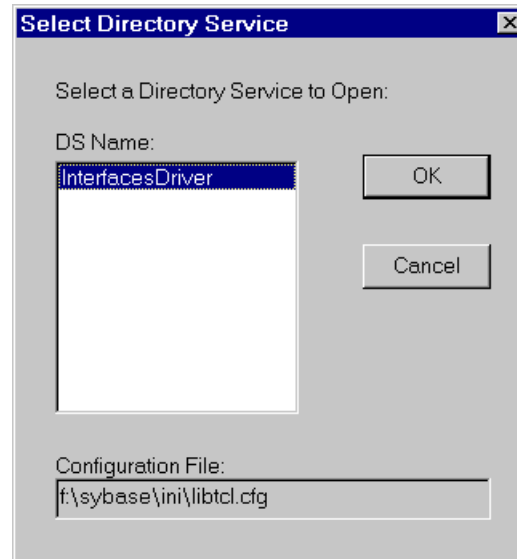 Select Directory Service
Select a Directory Service to Open:
DS Name:
InterfacesDriver
OK
Cancel
Configuration File:
f:\sybase\ini\libtcl.cfg